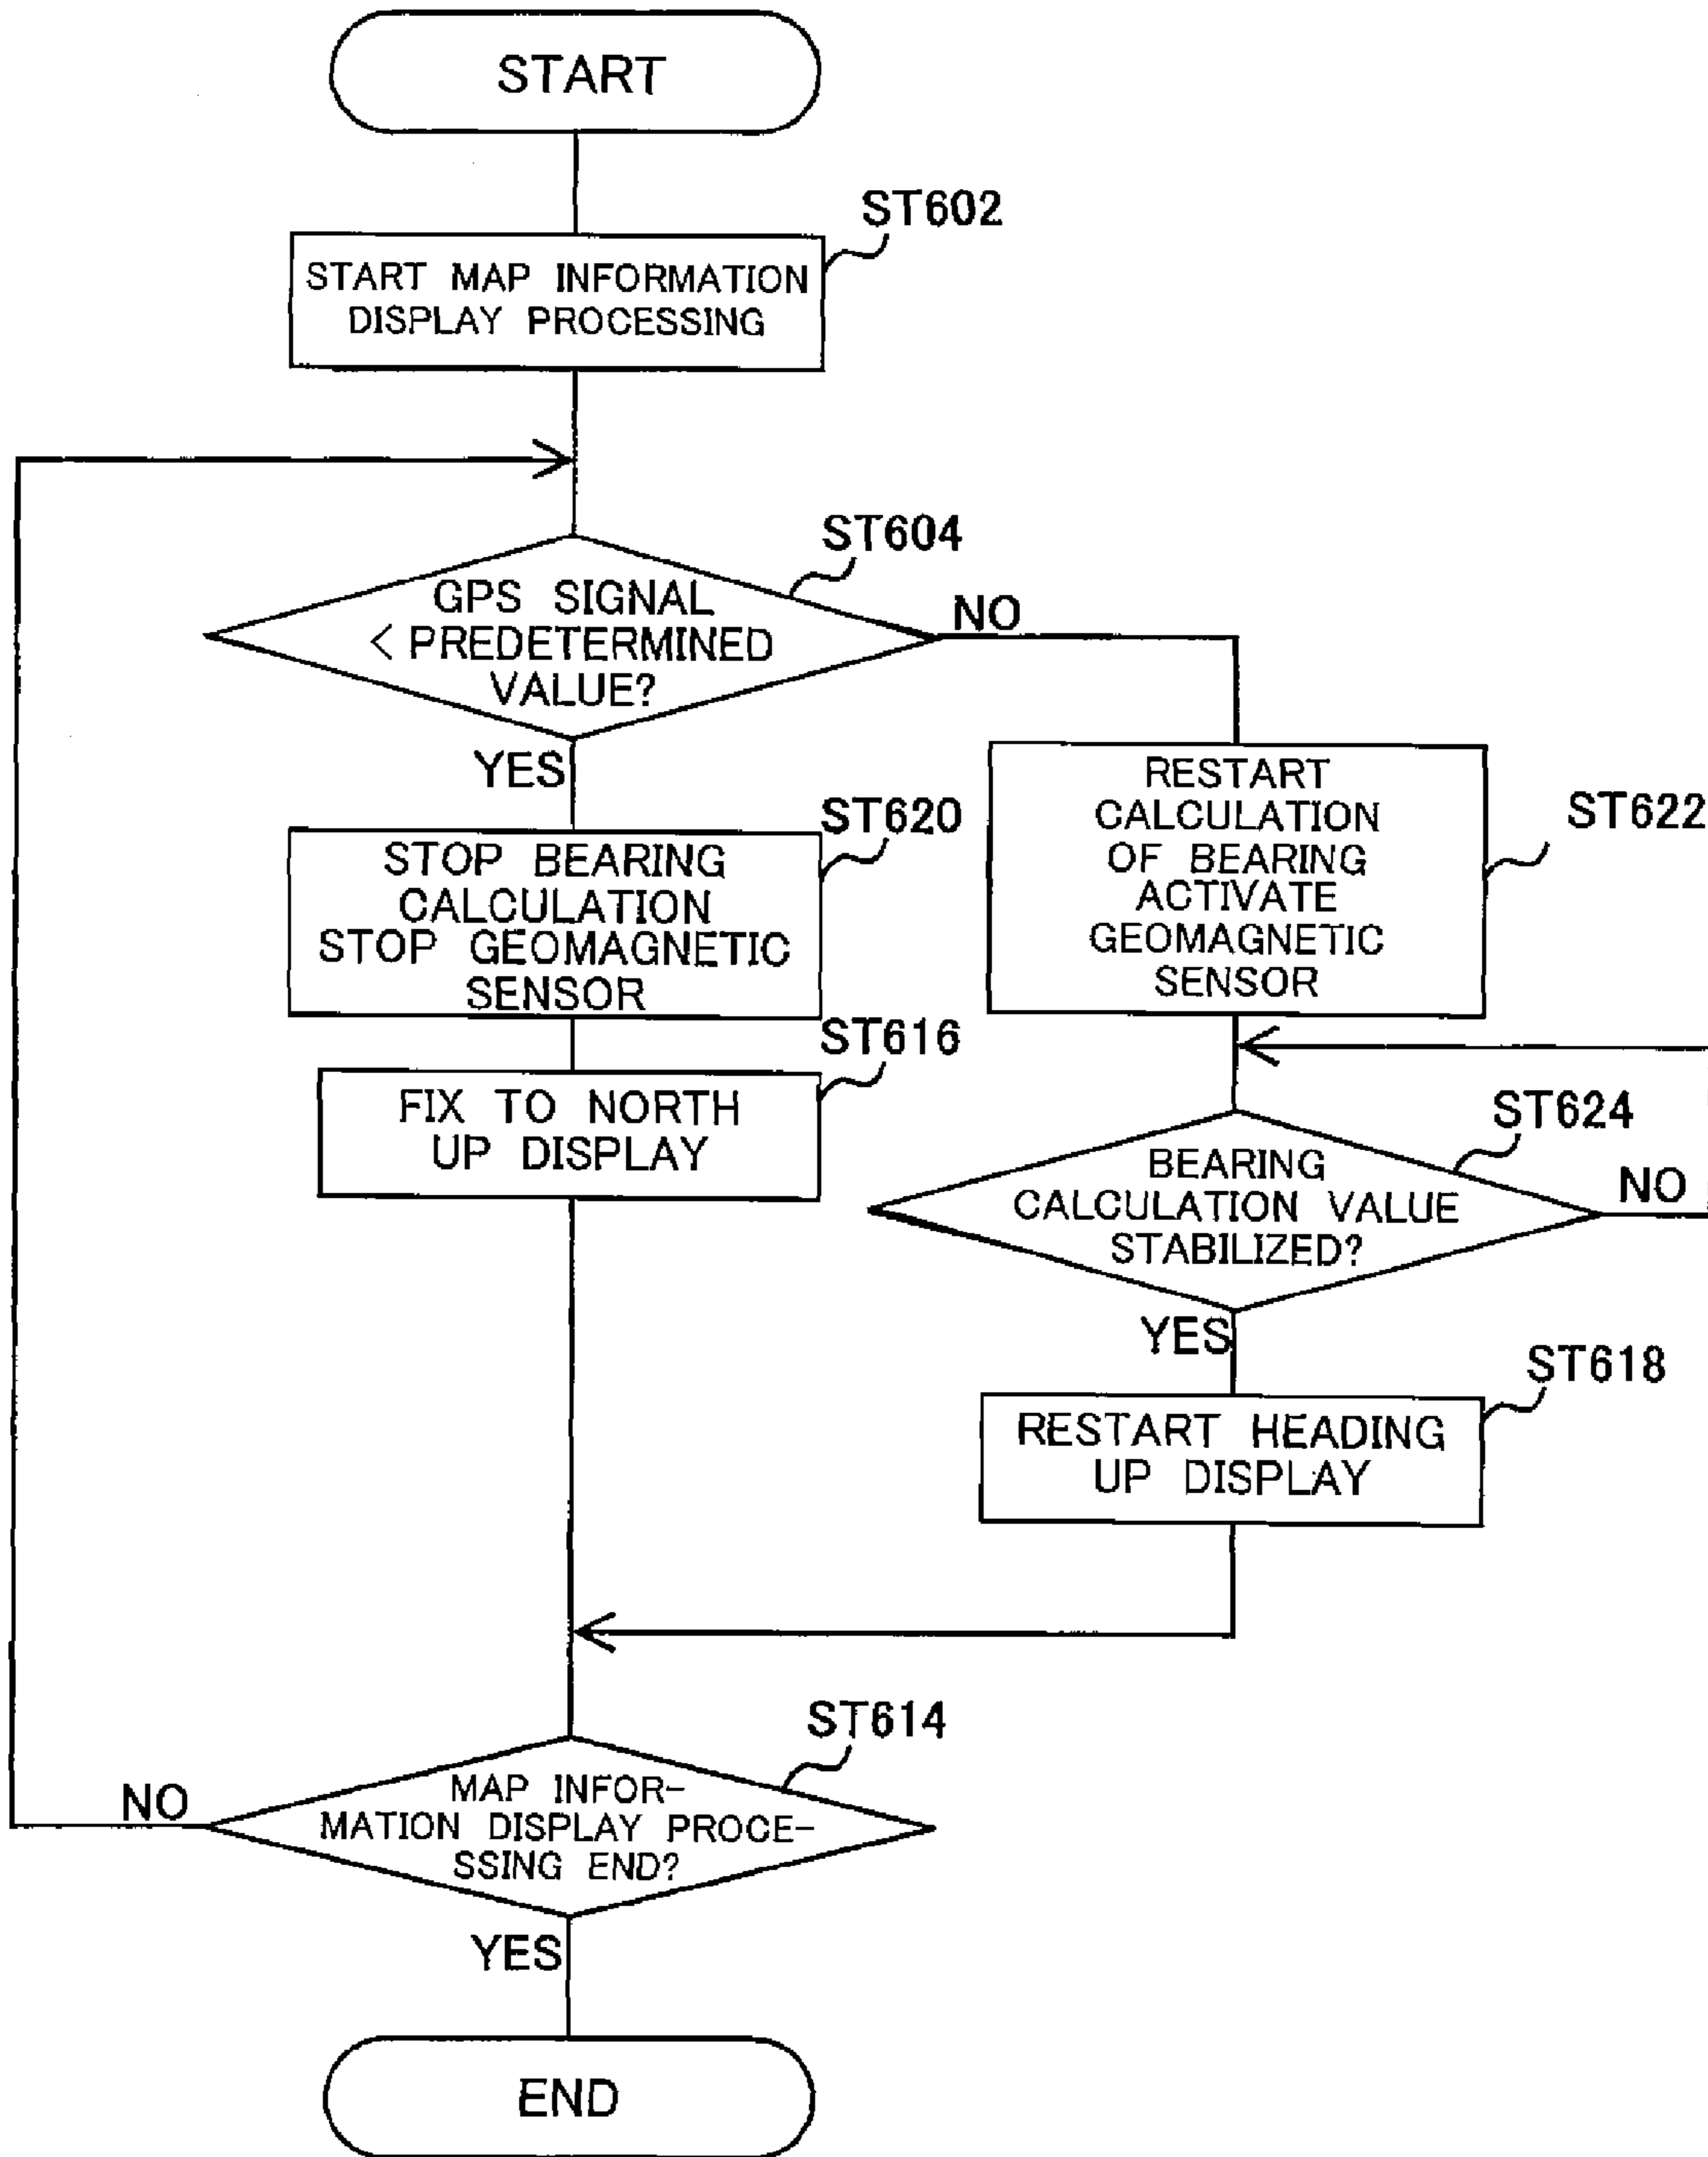 START
ST602
START MAP INFORMATION
DISPLAY PROCESSING
ST604
GPS SIGNAL
< PREDETERMINED
VALUE?
NO
YES
ST620
STOP BEARING
CALCULATION
STOP GEOMAGNETIC
SENSOR
ST616
FIX TO NORTH
UP DISPLAY
RESTART
CALCULATION
OF BEARING
ACTIVATE
GEOMAGNETIC
SENSOR
ST622
ST624
BEARING
CALCULATION VALUE
STABILIZED?
NO
YES
ST618
RESTART HEADING
UP DISPLAY
ST614
MAP INFOR-
MATION DISPLAY PROCE-
SSING END?
NO
YES
END